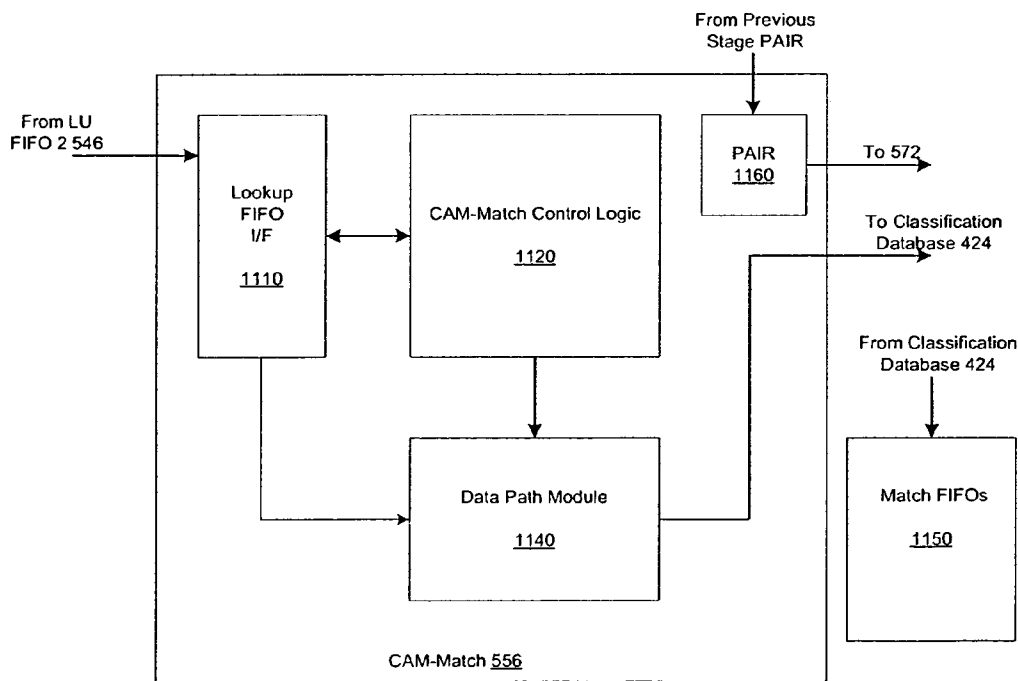 From Previous
Stage PAIR
From LU
FIFO 2 546
Lookup
FIFO
I/F
1110
CAM-Match Control Logic
1120
PAIR
1160
To 572
To Classification
Database 424
From Classification
Database 424
Data Path Module
1140
Match FIFOs
1150
CAM-Match 556